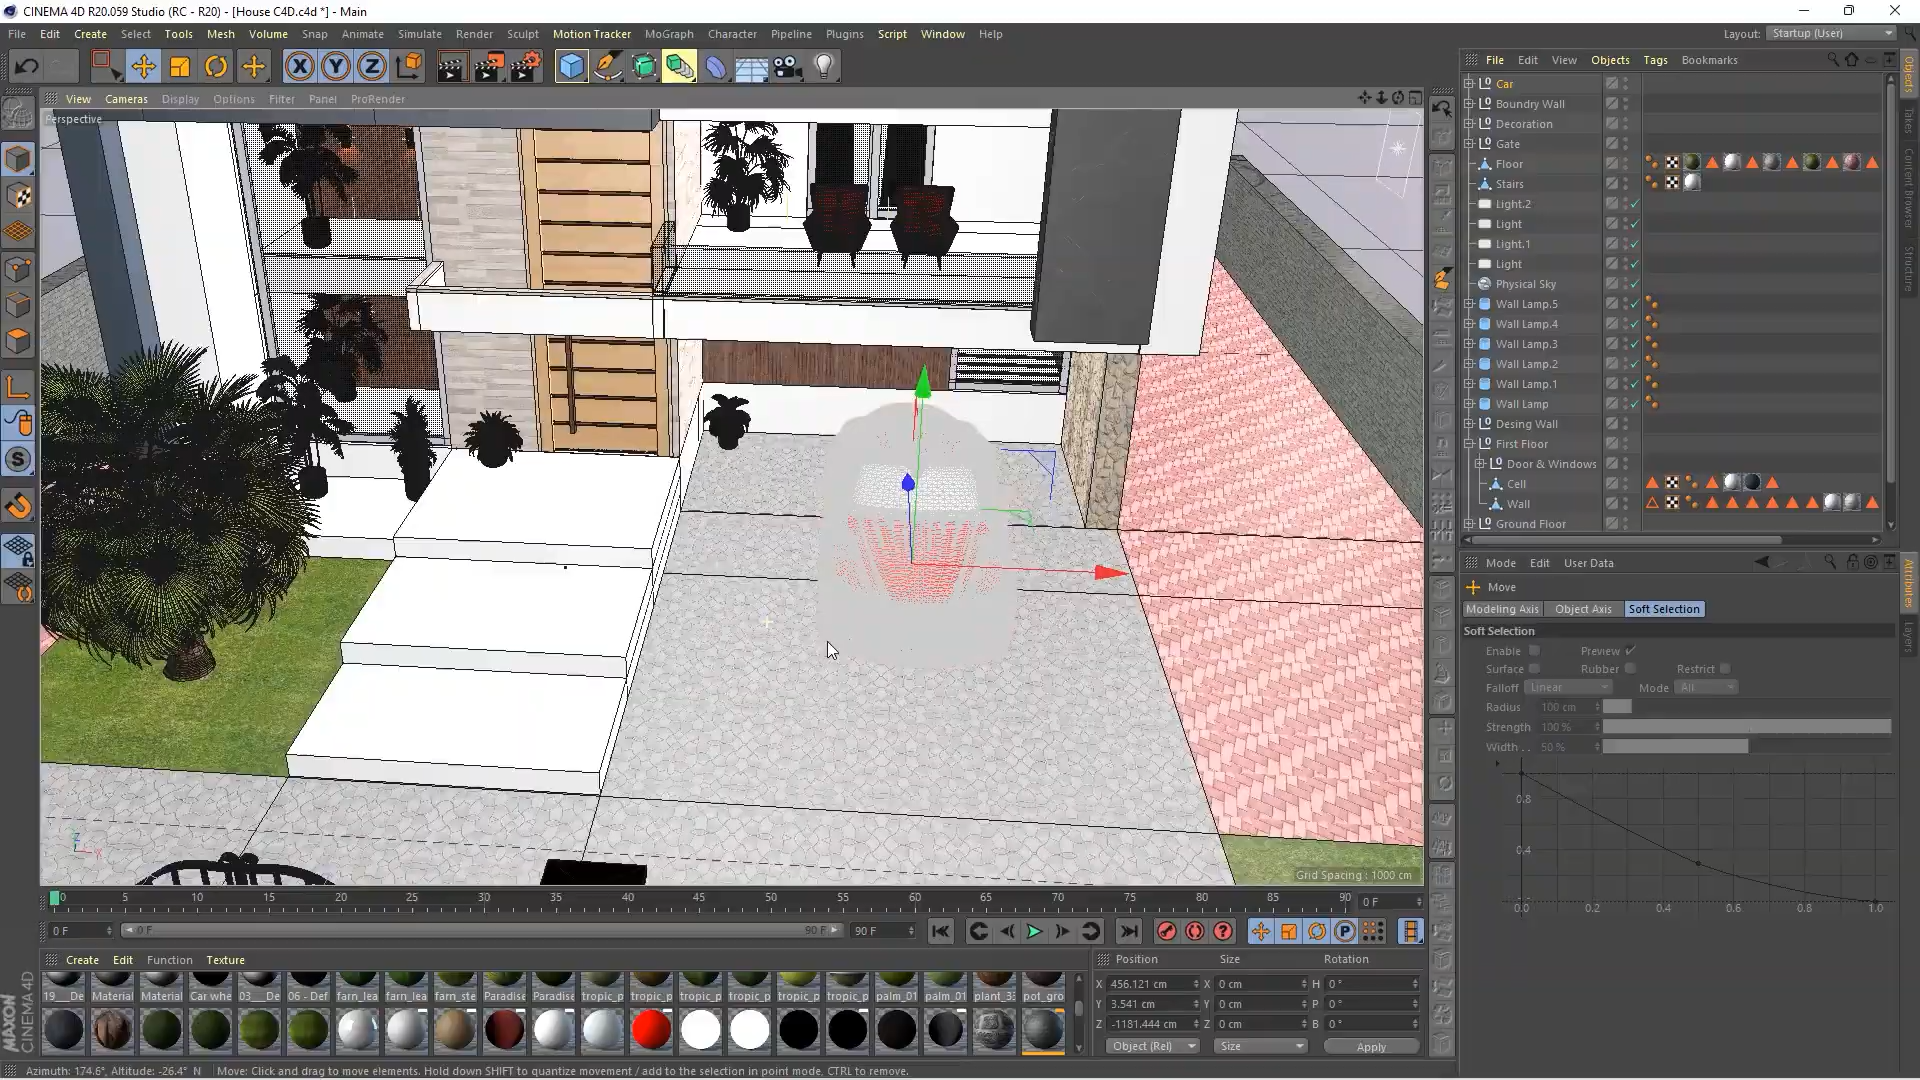 CINEMA 4D R20.059 Studio (RC - R20) - [House C4D.c4d *] - Main
File Edit Create Select Tools Mesh Volume Snap Animate Simulate Render Sculpt Motion Tracker MoGraph Character Pipeline Plugins Script Window Help
Layout: Startup (User)
View Cameras Display Options Filter Panel ProRender
Perspective
Grid Spacing : 1000 cm
File Edit View Objects Tags Bookmarks
Car
Boundry Wall
Decoration
Gate
Floor
Stairs
Light.2
Light
Light.1
Light
Physical Sky
Wall Lamp.5
Wall Lamp.4
Wall Lamp.3
Wall Lamp.2
Wall Lamp.1
Wall Lamp
Desing Wall
First Floor
Door & Windows
Cell
Wall
Ground Floor
Objects
Takes
Content Browser
Structure
Mode Edit User Data
Move
Modeling Axis Object Axis Soft Selection
Soft Selection
Enable Preview
Surface Rubber Restrict
Falloff Linear Mode All
Radius 100 cm
Strength 100 %
Width . . 50 %
0.8
0.4
0.0 0.2 0.4 0.6 0.8 1.0
Attributes
Layers
0 5 10 15 20 25 30 35 40 45 50 55 60 65 70 75 80 85 90 0 F
0 F 0 F 90 F 90 F
Create Edit Function Texture
19___De Material Material Car whe 03___De 06 - Def farn_lea farn_lea farn_ste Paradise Paradise tropic_p tropic_p tropic_p tropic_p tropic_p palm_01 palm_01 plant_33 pot_gro
Position Size Rotation
X 456.121 cm X 0 cm H 0 °
Y 3.541 cm Y 0 cm P 0 °
Z -1181.444 cm Z 0 cm B 0 °
Object (Rel) Size Apply
MAXON
CINEMA 4D
Azimuth: 174.6°, Altitude: -26.4° N Move: Click and drag to move elements. Hold down SHIFT to quantize movement / add to the selection in point mode, CTRL to remove.